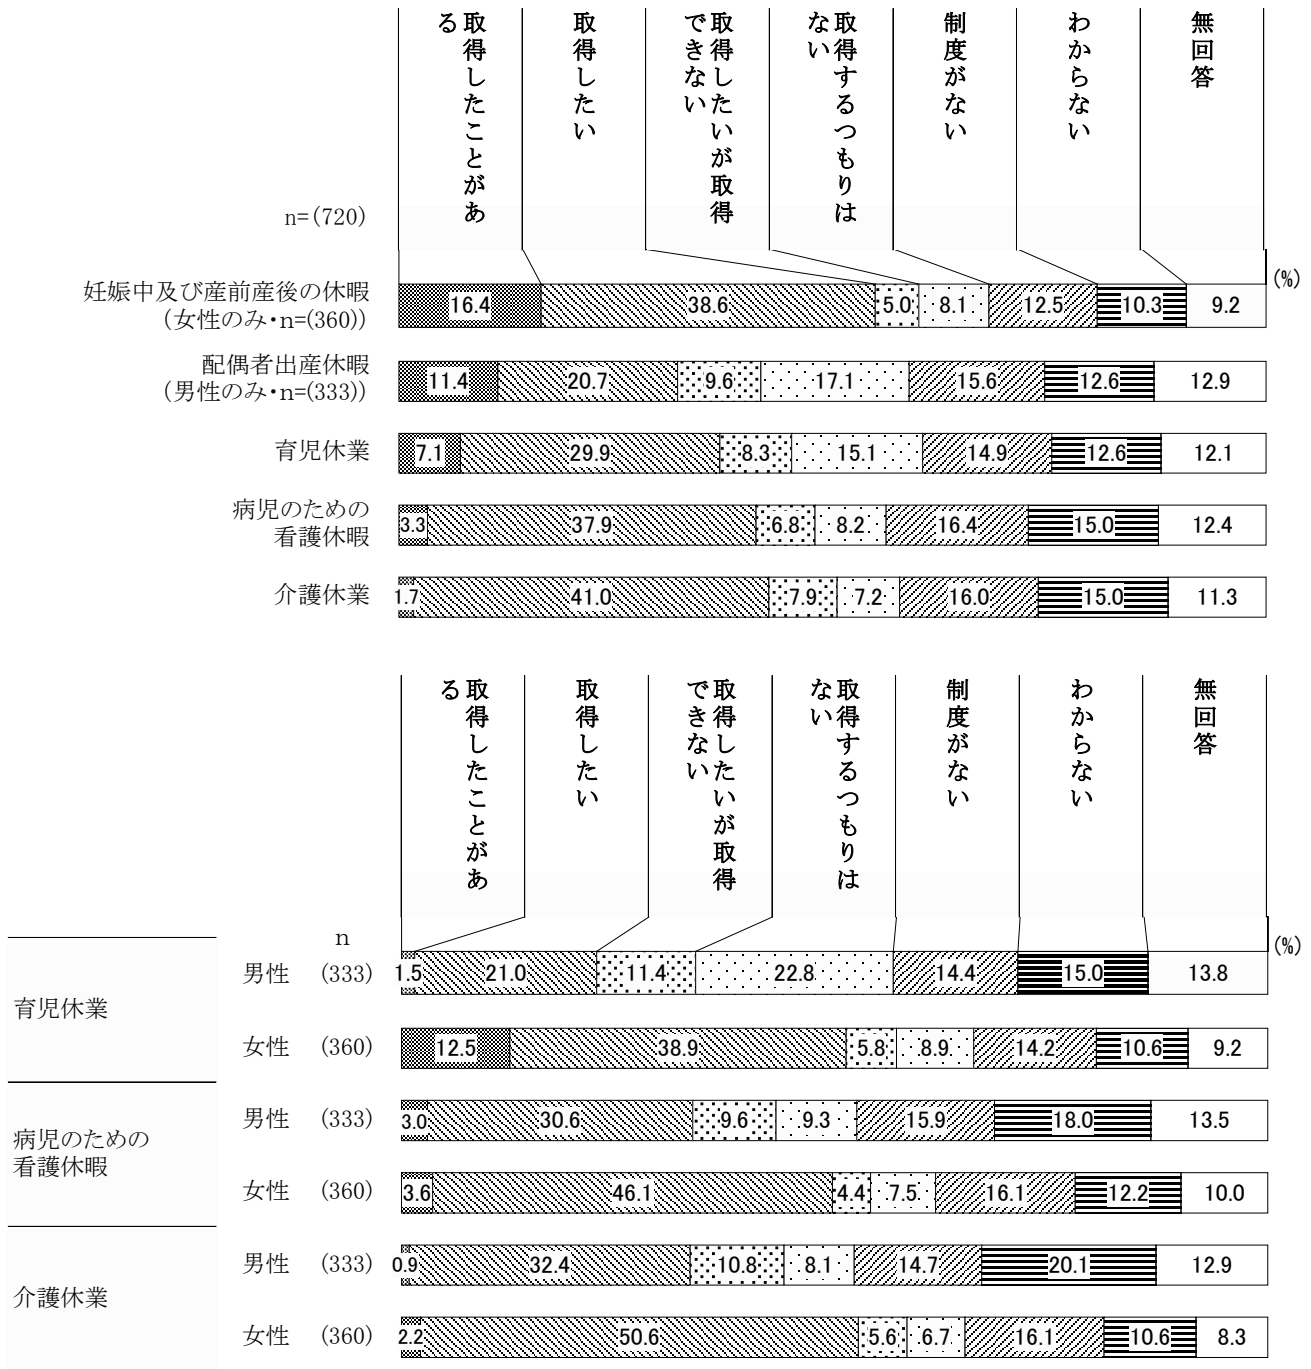 取得したことがある
取得したい
取得したいが取得できない
取得するつもりはない
制度がない
わからない
無回答
n=(720)
(%)
妊娠中及び産前産後の休暇
(女性のみ・n=(360))
16.4 38.6 5.0 8.1 12.5 10.3 9.2
配偶者出産休暇
(男性のみ・n=(333))
11.4 20.7 9.6 17.1 15.6 12.6 12.9
育児休業 7.1 29.9 8.3 15.1 14.9 12.6 12.1
病児のための
看護休暇
3.3 37.9 6.8 8.2 16.4 15.0 12.4
介護休業 1.7 41.0 7.9 7.2 16.0 15.0 11.3
取得したことがある
取得したい
取得したいが取得できない
取得するつもりはない
制度がない
わからない
無回答
n
(%)
育児休業
男性 (333) 1.5 21.0 11.4 22.8 14.4 15.0 13.8
女性 (360) 12.5 38.9 5.8 8.9 14.2 10.6 9.2
病児のための
看護休暇
男性 (333) 3.0 30.6 9.6 9.3 15.9 18.0 13.5
女性 (360) 3.6 46.1 4.4 7.5 16.1 12.2 10.0
介護休業
男性 (333) 0.9 32.4 10.8 8.1 14.7 20.1 12.9
女性 (360) 2.2 50.6 5.6 6.7 16.1 10.6 8.3